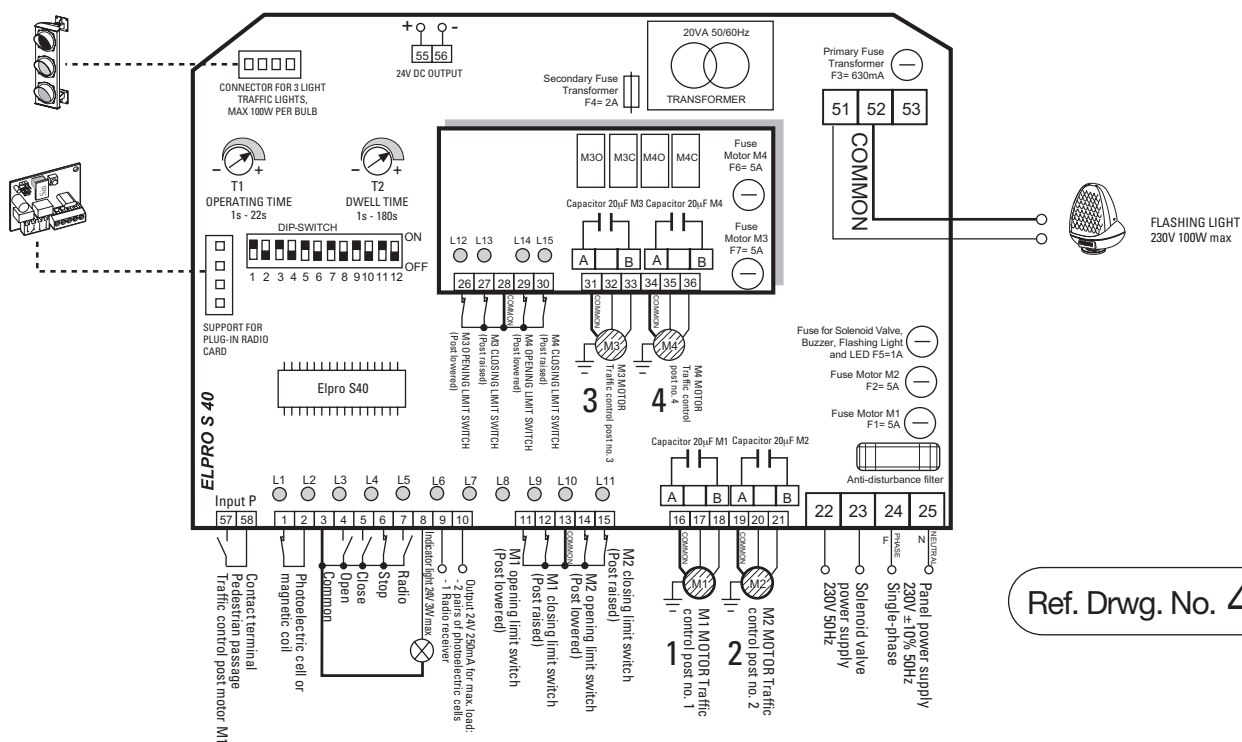 + -
55 56
24V DC OUTPUT
CONNECTOR FOR 3 LIGHT
TRAFFIC LIGHTS,
MAX 100W PER BULB
Secondary Fuse
Transformer
F4= 2A
20VA 50/60Hz
TRANSFORMER
Primary Fuse
Transformer
F3= 630mA
51 52 53
COMMON
FLASHING LIGHT
230V 100W max
- +
T1
OPERATING TIME
1s - 22s
- +
T2
DWELL TIME
1s - 180s
DIP-SWITCH
ON
OFF
1 2 3 4 5 6 7 8 9 10 11 12
SUPPORT FOR
PLUG-IN RADIO
CARD
M3O M3C M4O M4C
Fuse
Motor M4
F6= 5A
Capacitor 20µF M3 Capacitor 20µF M4
Fuse
Motor M3
F7= 5A
A B A B
L12 L13 L14 L15
26 27 28 29 30
31 32 33 34 35 36
COMMON
COMMON
COMMON
M3 OPENING LIMIT SWITCH
(Post lowered)
M3 CLOSING LIMIT SWITCH
(Post raised)
M4 OPENING LIMIT SWITCH
(Post lowered)
M4 CLOSING LIMIT SWITCH
(Post raised)
M3
3
M3 MOTOR
Traffic control
post no. 3
M4
4
M4 MOTOR
Traffic control
post no. 4
Fuse for Solenoid Valve,
Buzzer, Flashing Light
and LED F5=1A
Fuse Motor M2
F2= 5A
Fuse Motor M1
F1= 5A
Anti-disturbance filter
Elpro S40
ELPRO S 40
Capacitor 20µF M1 Capacitor 20µF M2
A B A B
L1 L2 L3 L4 L5 L6 L7 L8 L9 L10 L11
Input P
57 58
1 2 3 4 5 6 7 8 9 10
11 12 13 14 15
16 17 18 19 20 21
22 23 24 25
Contact terminal
Pedestrian passage
Traffic control post motor M1
Photoelectric cell or
magnetic coil
Common
Open
Close
Stop
Radio
Indicator light 24V 3W max
Output 24V 250mA for max. load:
- 2 pairs of photoelectric cells
- 1 Radio receiver
M1 opening limit switch
(Post lowered)
M1 closing limit switch
(Post raised)
COMMON
M2 opening limit switch
(Post lowered)
M2 closing limit switch
(Post raised)
COMMON
M1
1
M1 MOTOR Traffic
control post no. 1
COMMON
M2
2
M2 MOTOR Traffic
control post no. 2
Solenoid valve
power supply
230V 50Hz
F
PHASE
N
NEUTRAL
Panel power supply
230V ±10% 50Hz
Single-phase
Ref. Drwg. No. 4